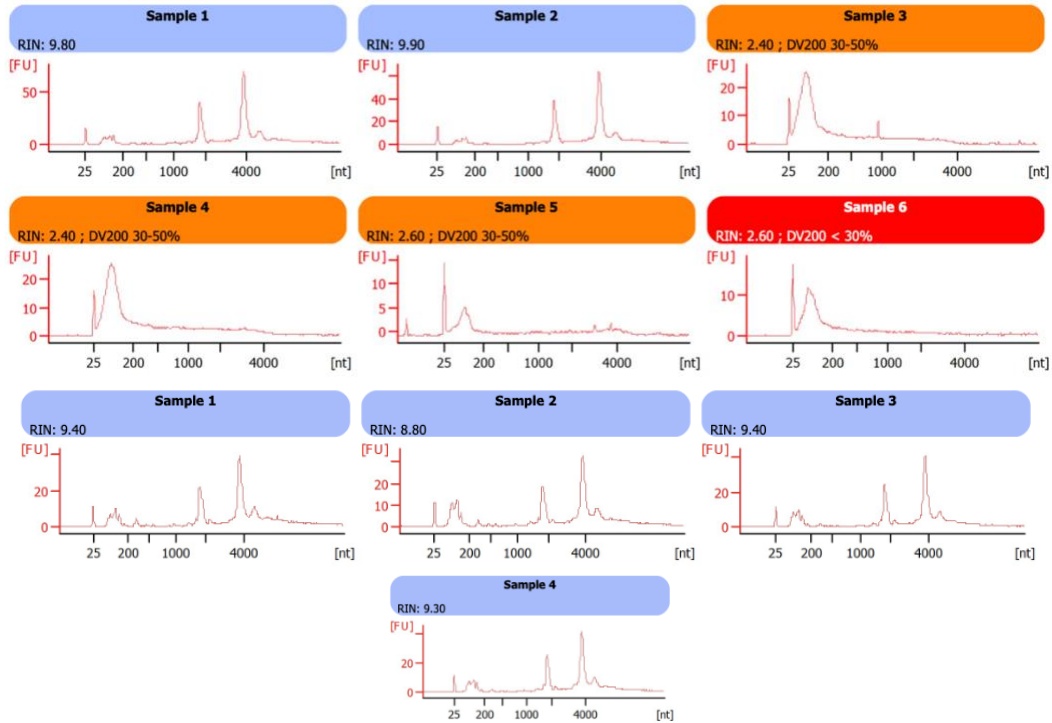 Sample 1
RIN: 9.80
[FU]
50
0
25 200 1000 4000 [nt]
Sample 2
RIN: 9.90
[FU]
40
20
0
25 200 1000 4000 [nt]
Sample 3
RIN: 2.40 ; DV200 30-50%
[FU]
20
10
0
25 200 1000 4000 [nt]
Sample 4
RIN: 2.40 ; DV200 30-50%
[FU]
20
10
0
25 200 1000 4000 [nt]
Sample 5
RIN: 2.60 ; DV200 30-50%
[FU]
10
5
0
25 200 1000 4000 [nt]
Sample 6
RIN: 2.60 ; DV200 < 30%
[FU]
10
0
25 200 1000 4000 [nt]
Sample 1
RIN: 9.40
[FU]
20
0
25 200 1000 4000 [nt]
Sample 2
RIN: 8.80
[FU]
20
10
0
25 200 1000 4000 [nt]
Sample 3
RIN: 9.40
[FU]
20
0
25 200 1000 4000 [nt]
Sample 4
RIN: 9.30
[FU]
20
0
25 200 1000 4000 [nt]